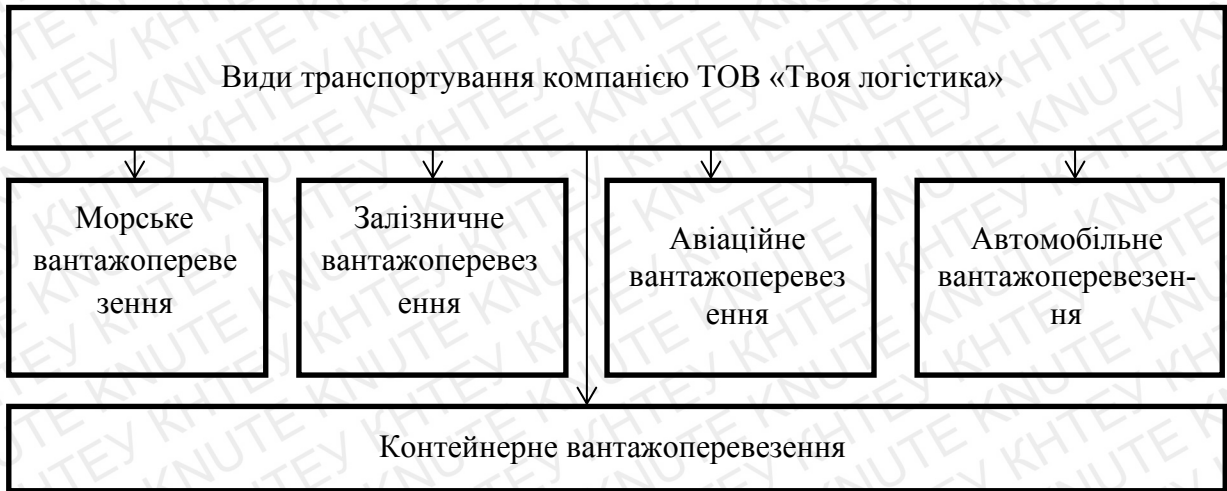 Види транспортування компанією ТОВ «Твоя логістика»
Морське
вантажопереве
зення
Залізничне
вантажоперевез
ення
Авіаційне
вантажоперевез
ення
Автомобільне
вантажоперевезен-
ня
Контейнерне вантажоперевезення